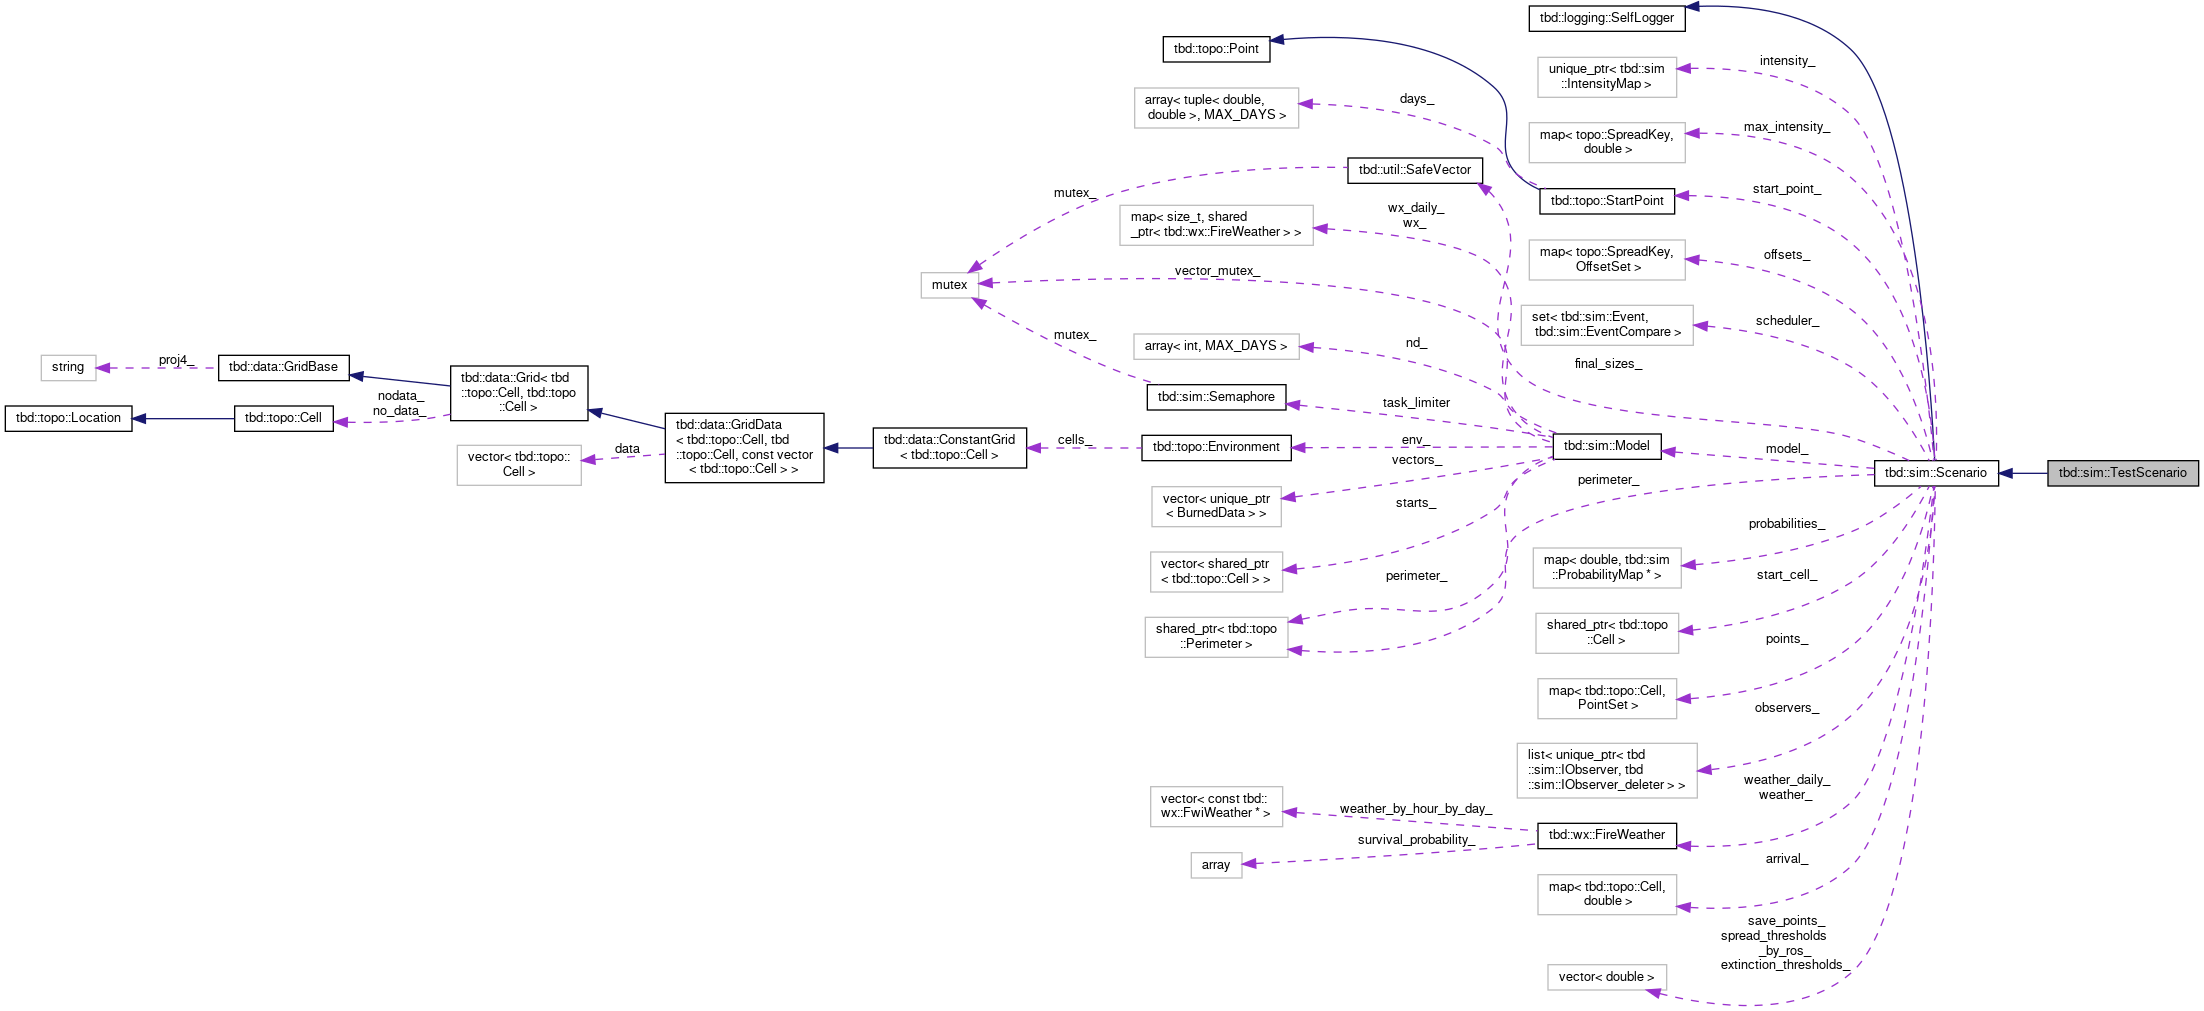 tbd::logging::SelfLogger
tbd::topo::Point
intensity_
unique_ptr< tbd::sim
::IntensityMap >
array< tuple< double,
double >, MAX_DAYS >
days_
max_intensity_
map< topo::SpreadKey,
double >
tbd::util::SafeVector
mutex_
start_point_
tbd::topo::StartPoint
map< size_t, shared
_ptr< tbd::wx::FireWeather > >
wx_daily_
wx_
map< topo::SpreadKey,
OffsetSet >
offsets_
vector_mutex_
mutex
set< tbd::sim::Event,
tbd::sim::EventCompare >
scheduler_
mutex_
array< int, MAX_DAYS >
nd_
final_sizes_
string
proj4_
tbd::data::GridBase
tbd::data::Grid< tbd
::topo::Cell, tbd::topo
::Cell >
nodata_
no_data_
tbd::topo::Location
tbd::topo::Cell
tbd::sim::Semaphore
task_limiter
tbd::data::GridData
< tbd::topo::Cell, tbd
::topo::Cell, const vector
< tbd::topo::Cell > >
data
vector< tbd::topo::
Cell >
tbd::data::ConstantGrid
< tbd::topo::Cell >
cells_
tbd::topo::Environment
env_
tbd::sim::Model
model_
tbd::sim::Scenario
tbd::sim::TestScenario
vectors_
vector< unique_ptr
< BurnedData > >
perimeter_
starts_
probabilities_
vector< shared_ptr
< tbd::topo::Cell > >
map< double, tbd::sim
::ProbabilityMap * >
perimeter_
start_cell_
shared_ptr< tbd::topo
::Perimeter >
shared_ptr< tbd::topo
::Cell >
points_
map< tbd::topo::Cell,
PointSet >
observers_
list< unique_ptr< tbd
::sim::IObserver, tbd
::sim::IObserver_deleter > >
weather_daily_
weather_
vector< const tbd::
wx::FwiWeather * >
weather_by_hour_by_day_
tbd::wx::FireWeather
survival_probability_
array
arrival_
map< tbd::topo::Cell,
double >
save_points_
spread_thresholds
_by_ros_
extinction_thresholds_
vector< double >